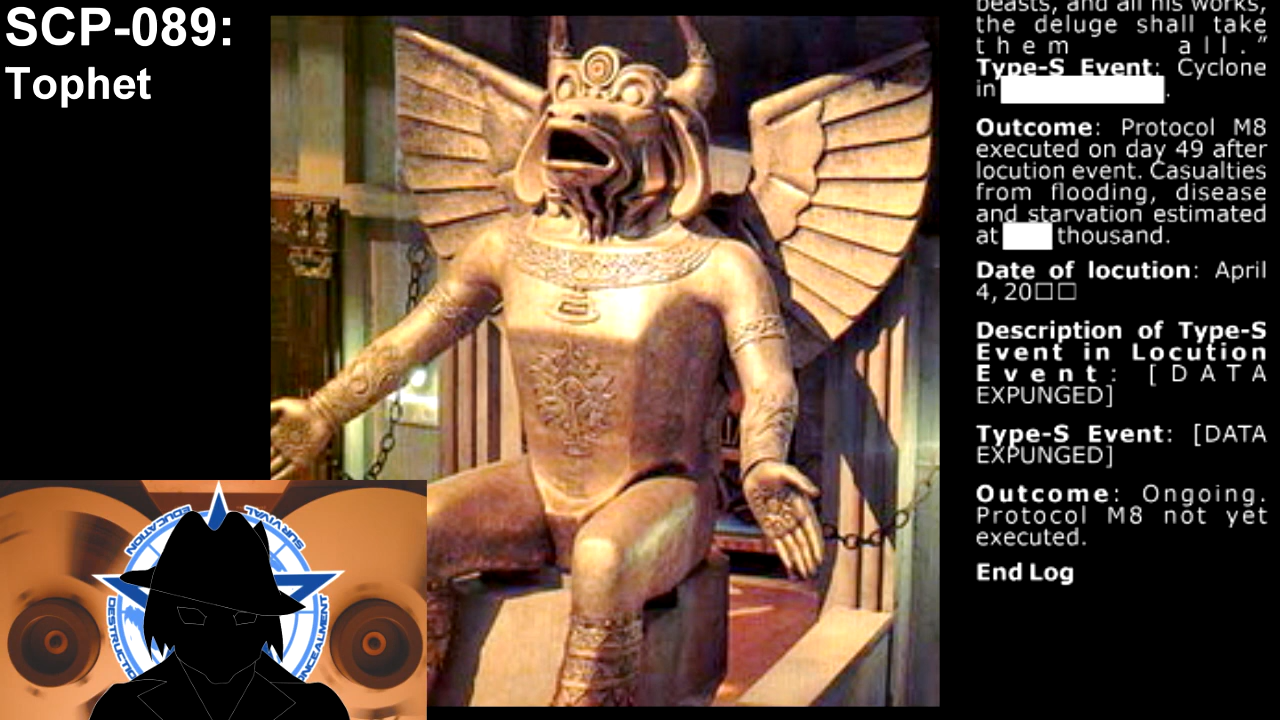 SCP-089:
Tophet
beasts, and all his works,
the deluge shall take
them all.”
Type-S Event: Cyclone
in .
Outcome: Protocol M8
executed on day 49 after
locution event. Casualties
from flooding, disease
and starvation estimated
at thousand.
Date of locution: April
4, 20□□
Description of Type-S
Event in Locution
Event: [DATA
EXPUNGED]
Type-S Event: [DATA
EXPUNGED]
Outcome: Ongoing.
Protocol M8 not yet
executed.
End Log
EDUCATION
SURVIVAL